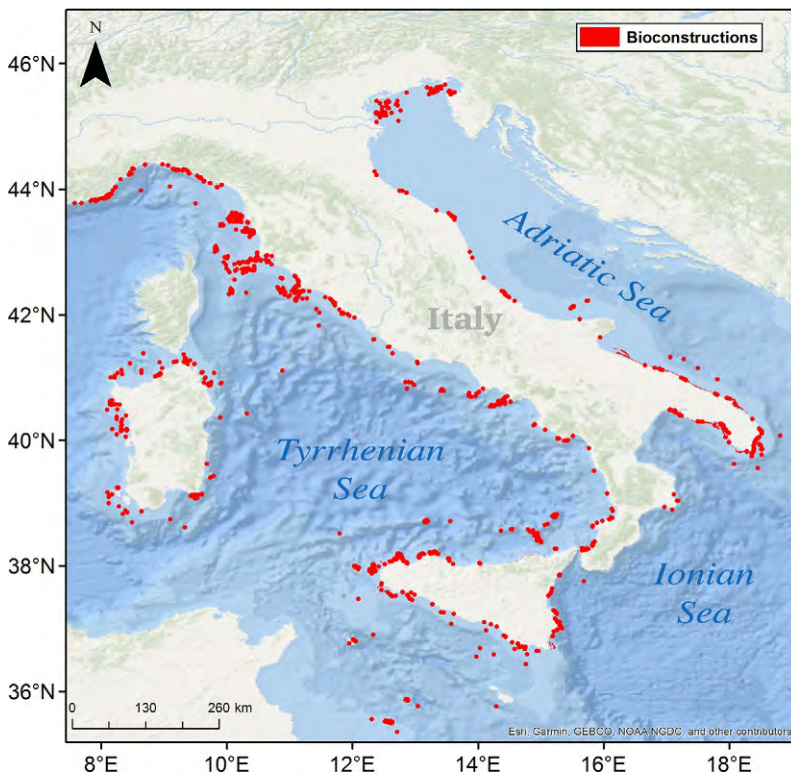 N
Bioconstructions
46°N
44°N
42°N
40°N
38°N
36°N
Adriatic Sea
Italy
Tyrrhenian
Sea
Ionian
Sea
0 130 260 km
Esri, Garmin, GEBCO, NOAA NGDC, and other contributors
8°E 10°E 12°E 14°E 16°E 18°E